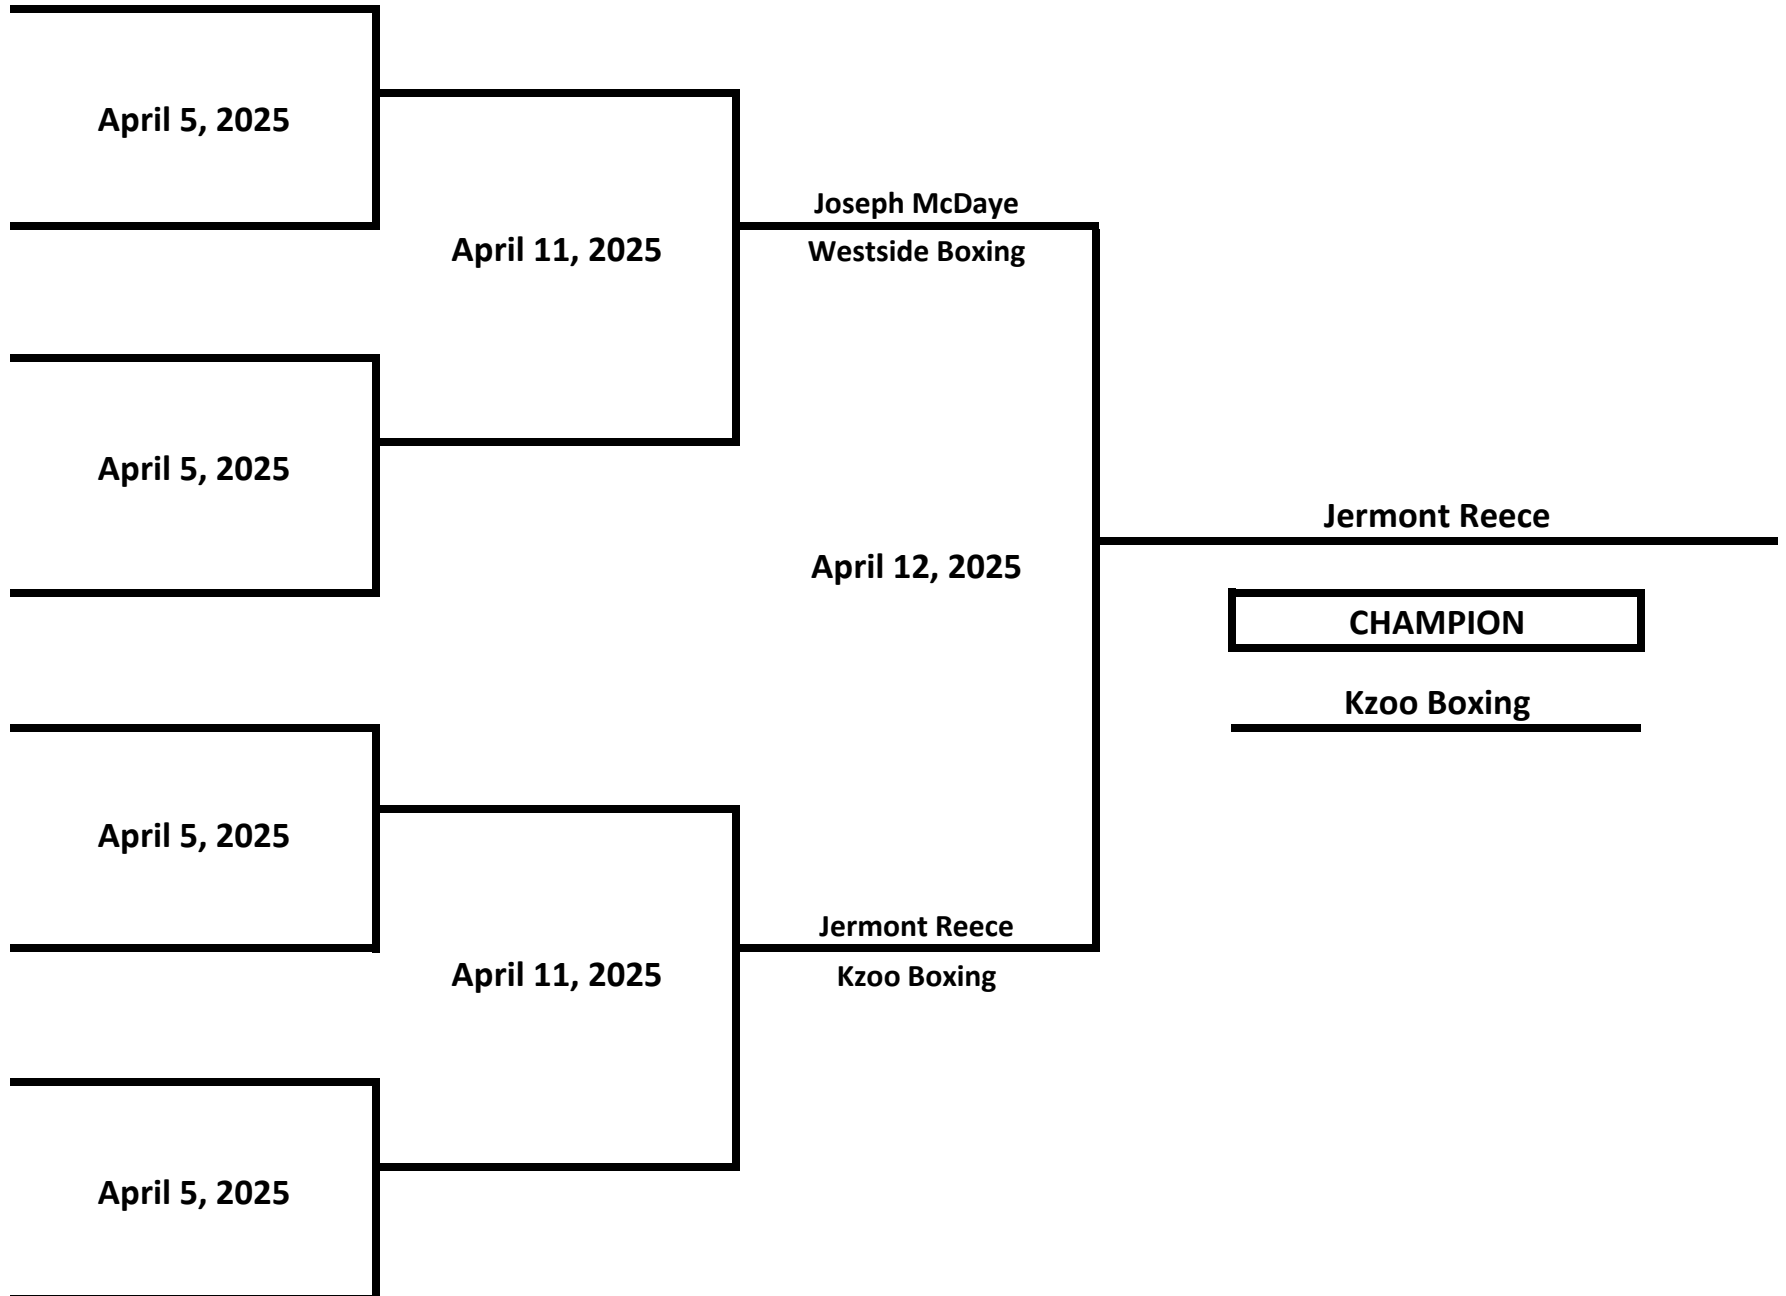 April 5, 2025
April 11, 2025
Joseph McDaye
Westside Boxing
April 5, 2025
April 12, 2025
Jermont Reece
CHAMPION
Kzoo Boxing
April 5, 2025
April 11, 2025
Jermont Reece
Kzoo Boxing
April 5, 2025